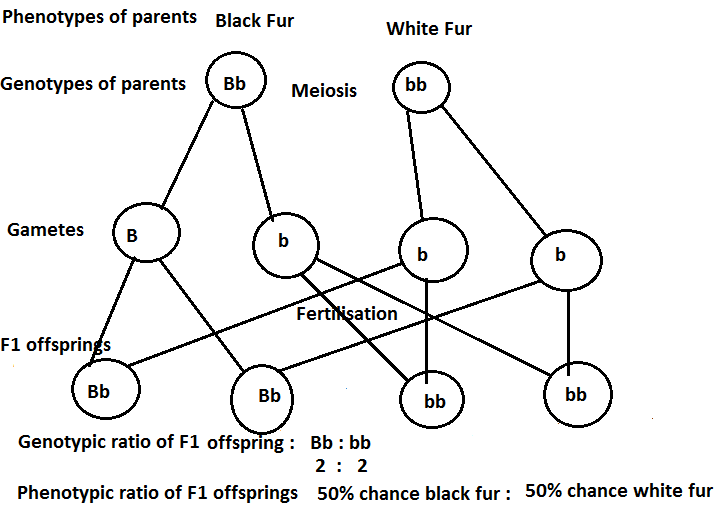 Phenotypes of parents Black Fur White Fur
Genotypes of parents Bb Meiosis bb
Gametes B b b b
Fertilisation
F1 offsprings
Bb Bb bb bb
Genotypic ratio of F1 offspring : Bb : bb
2 : 2
Phenotypic ratio of F1 offsprings 50% chance black fur : 50% chance white fur